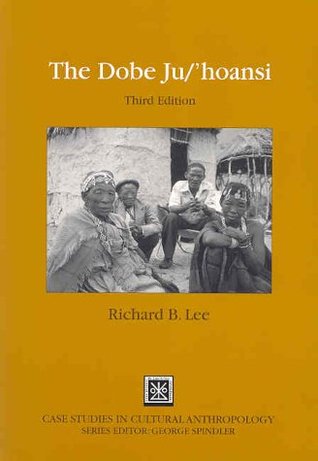 The Dobe Ju/'hoansi
Third Edition
Richard B. Lee
CASE STUDIES IN CULTURAL ANTHROPOLOGY
SERIES EDITOR: GEORGE SPINDLER